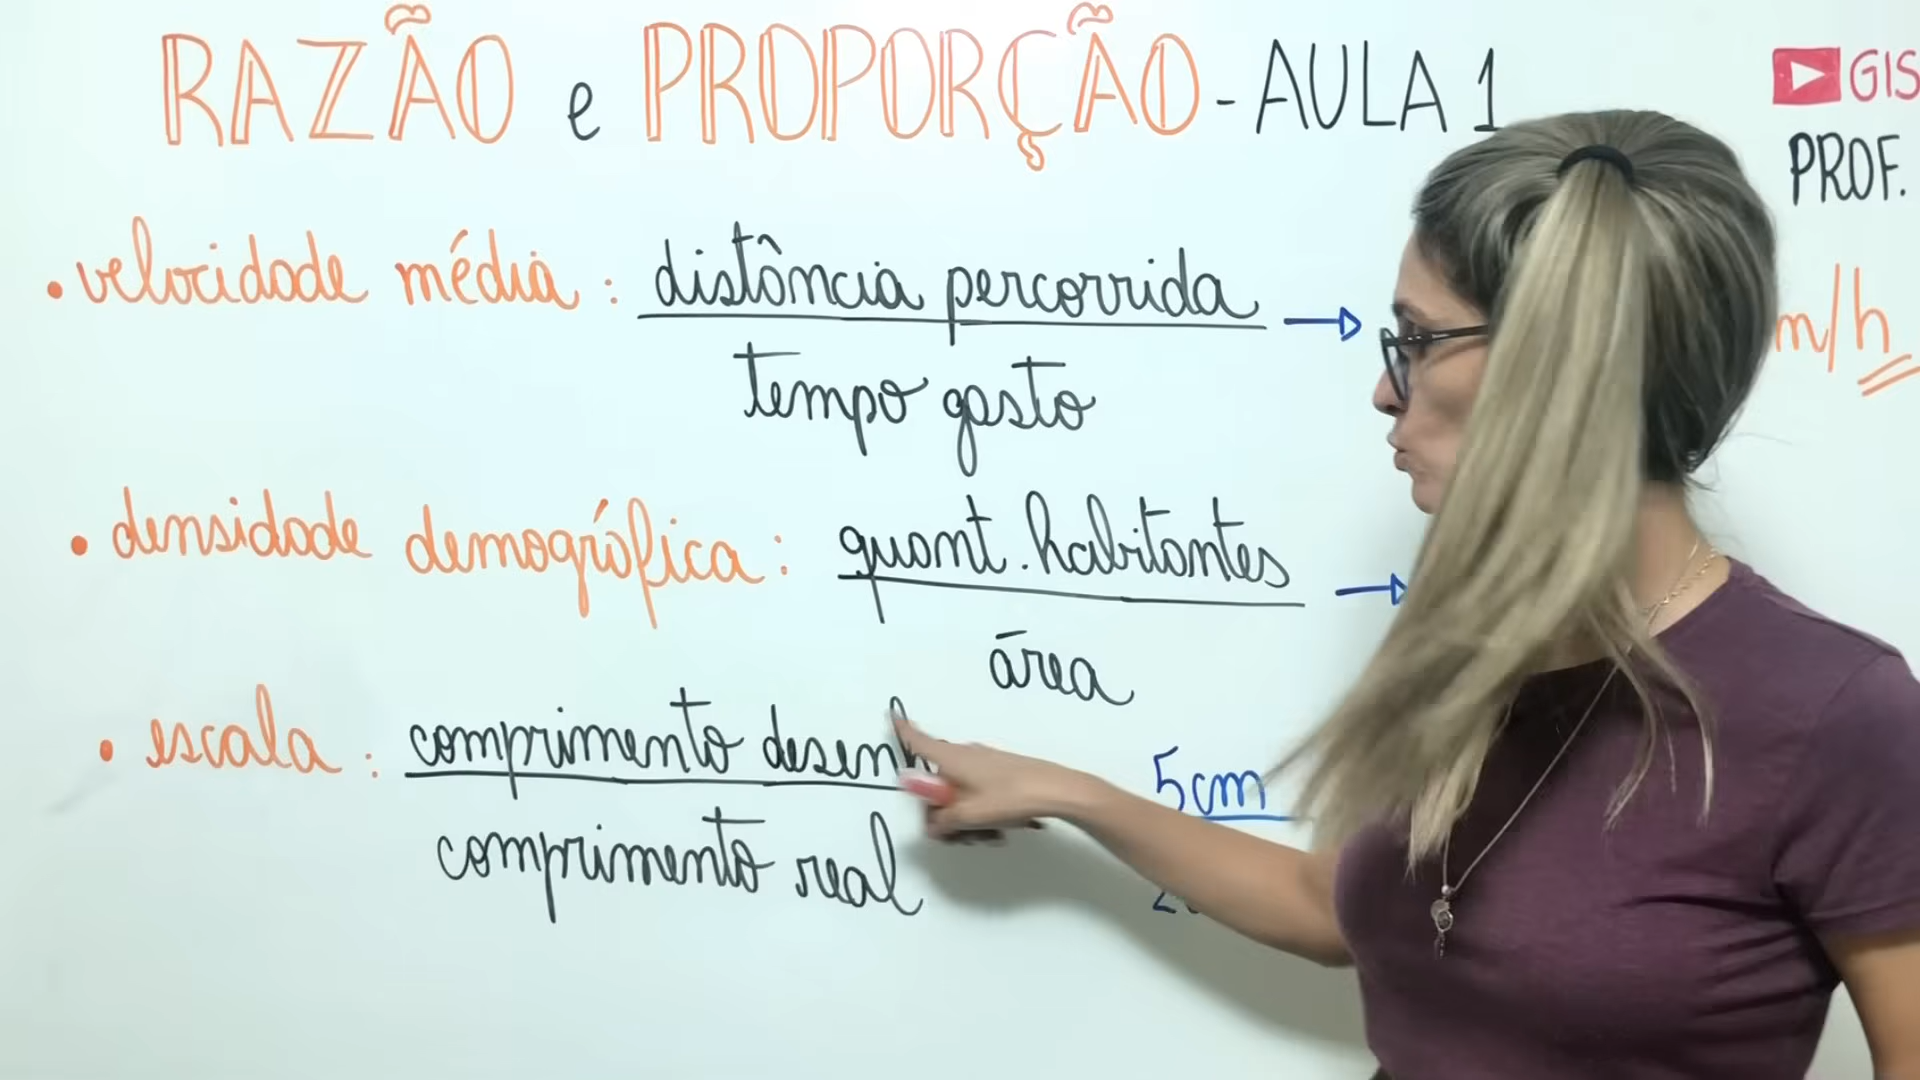 RAZÃO e PROPORÇÃO - AULA 1
GIS
PROF.
• velocidade média : distância percorrida →
tempo gasto
m/h
• densidade demográfica : quant. habitantes →
área
• escala : comprimento desenh
comprimento real
5cm